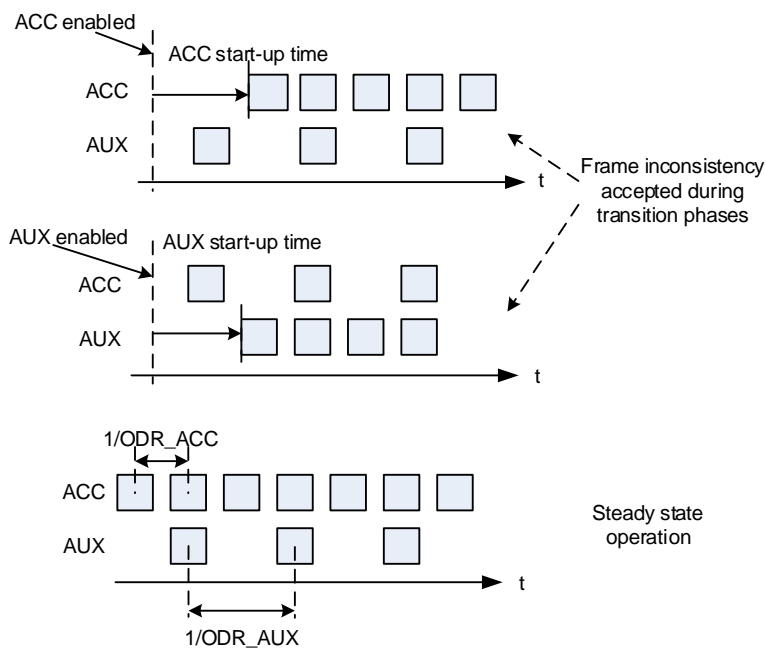 ACC enabled
ACC start-up time
ACC
AUX
t
Frame inconsistency
accepted during
transition phases
AUX enabled
AUX start-up time
ACC
AUX
t
1/ODR_ACC
ACC
AUX
t
Steady state
operation
1/ODR_AUX